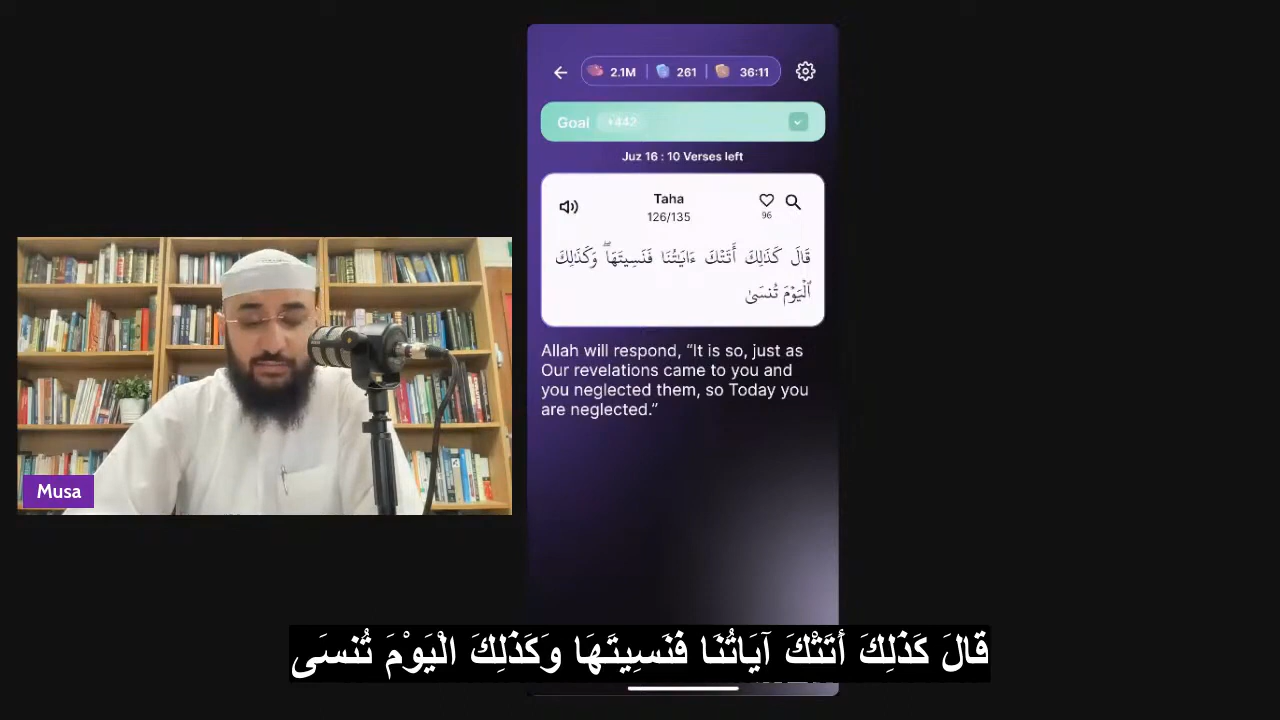 2.1M
261
36:11
Goal +442
Juz 16 : 10 Verses left
Taha
126/135
96
قَالَ كَذَٰلِكَ أَتَتْكَ ءَايَـٰتُنَا فَنَسِيتَهَا ۖ وَكَذَٰلِكَ
ٱلْيَوْمَ تُنسَىٰ
Allah will respond, “It is so, just as
Our revelations came to you and
you neglected them, so Today you
are neglected.”
Musa
قَالَ كَذَلِكَ أَتَتْكَ آيَاتُنَا فَنَسِيتَهَا وَكَذَلِكَ الْيَوْمَ تُنسَى